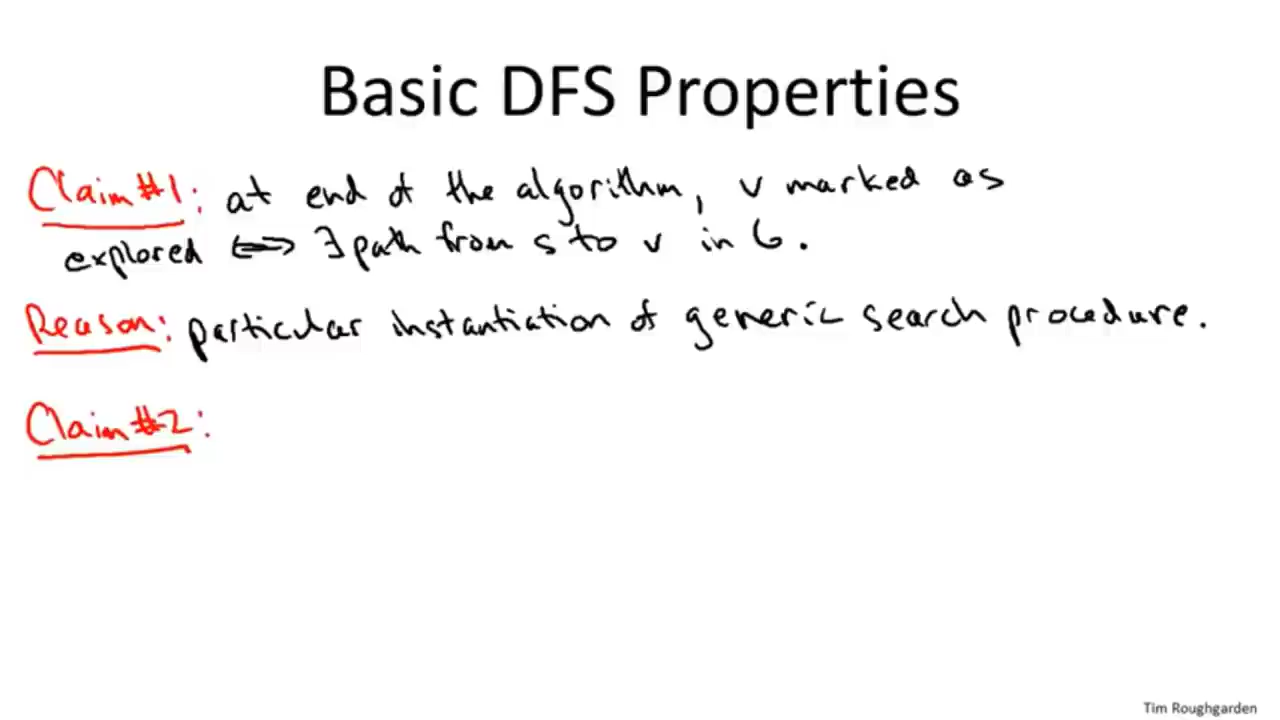 Basic DFS Properties
Claim #1: at end of the algorithm, v marked as
explored <=> ∃ path from s to v in G.
Reason: particular instantiation of generic search procedure.
Claim #2:
Tim Roughgarden